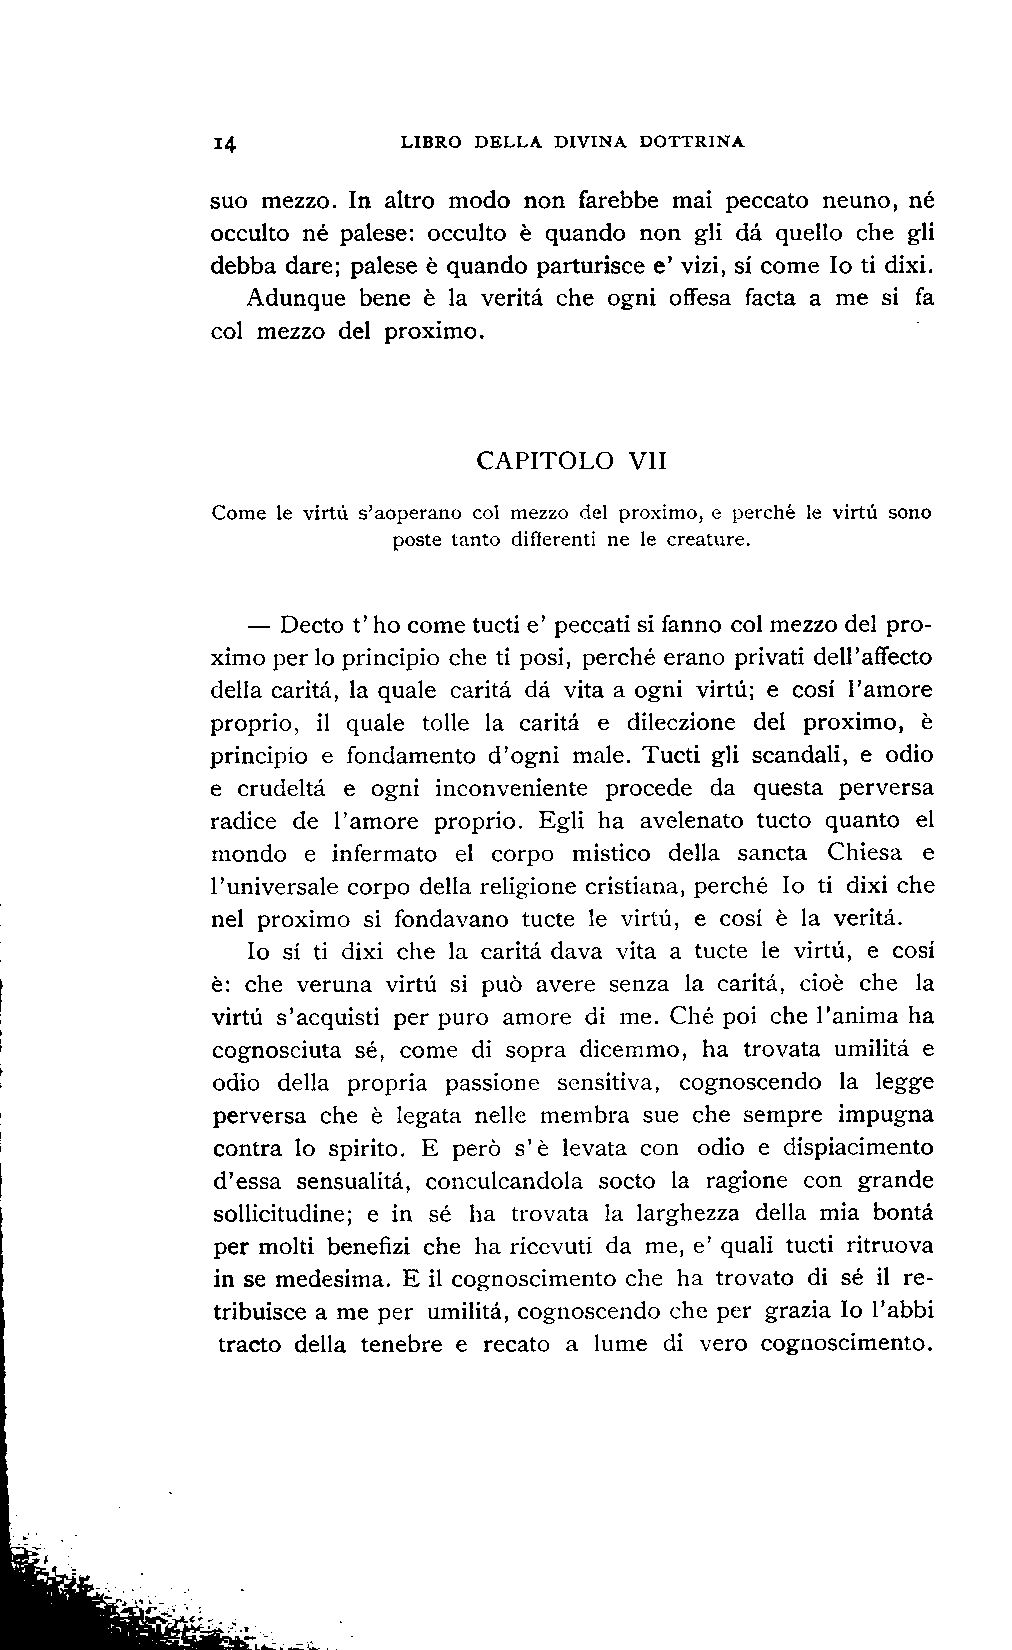 14 LIBRO DELLA DIVINA DOTTRINA
suo mezzo. In altro modo non farebbe mai peccato neuno, né
occulto né palese: occulto è quando non gli dá quello che gli
debba dare; palese è quando parturisce e' vizi, sí come Io ti dixi.
Adunque bene è la veritá che ogni offesa facta a me si fa
col mezzo del proximo.
CAPITOLO VII
Come le virtú s'aoperano col mezzo del proximo, e perché le virtú sono
poste tanto differenti ne le creature.
— Decto t'ho come tucti e' peccati si fanno col mezzo del pro-
ximo per lo principio che ti posi, perché erano privati dell'affecto
della caritá, la quale caritá dá vita a ogni virtú; e cosí l'amore
proprio, il quale tolle la caritá e dileczione del proximo, è
principio e fondamento d'ogni male. Tucti gli scandali, e odio
e crudeltá e ogni inconveniente procede da questa perversa
radice de l'amore proprio. Egli ha avelenato tucto quanto el
mondo e infermato el corpo mistico della sancta Chiesa e
l'universale corpo della religione cristiana, perché Io ti dixi che
nel proximo si fondavano tucte le virtú, e cosí è la veritá.
Io sí ti dixi che la caritá dava vita a tucte le virtú, e cosí
è: che veruna virtú si può avere senza la caritá, cioè che la
virtú s'acquisti per puro amore di me. Ché poi che l'anima ha
cognosciuta sé, come di sopra dicemmo, ha trovata umilitá e
odio della propria passione sensitiva, cognoscendo la legge
perversa che è legata nelle membra sue che sempre impugna
contra lo spirito. E però s'è levata con odio e dispiacimento
d'essa sensualitá, conculcandola socto la ragione con grande
sollicitudine; e in sé ha trovata la larghezza della mia bontá
per molti benefizi che ha ricevuti da me, e' quali tucti ritruova
in se medesima. E il cognoscimento che ha trovato di sé il re-
tribuisce a me per umilitá, cognoscendo che per grazia Io l'abbi
tracto della tenebre e recato a lume di vero cognoscimento.